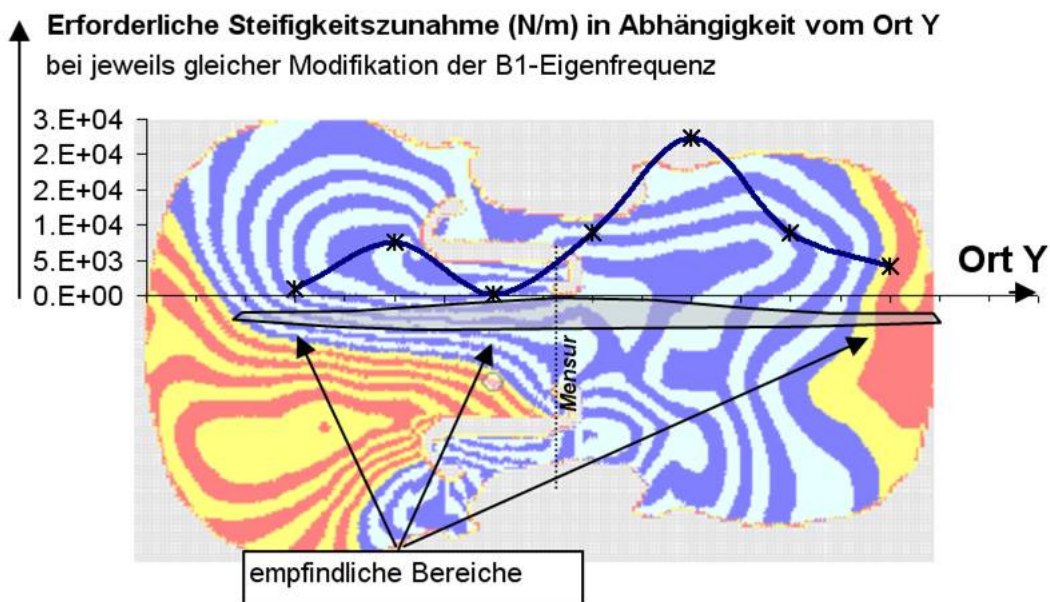 Erforderliche Steifigkeitszunahme (N/m) in Abhängigkeit vom Ort Y
bei jeweils gleicher Modifikation der B1-Eigenfrequenz
3.E+04
2.E+04
2.E+04
1.E+04
5.E+03
0.E+00
Ort Y
Mensur
empfindliche Bereiche